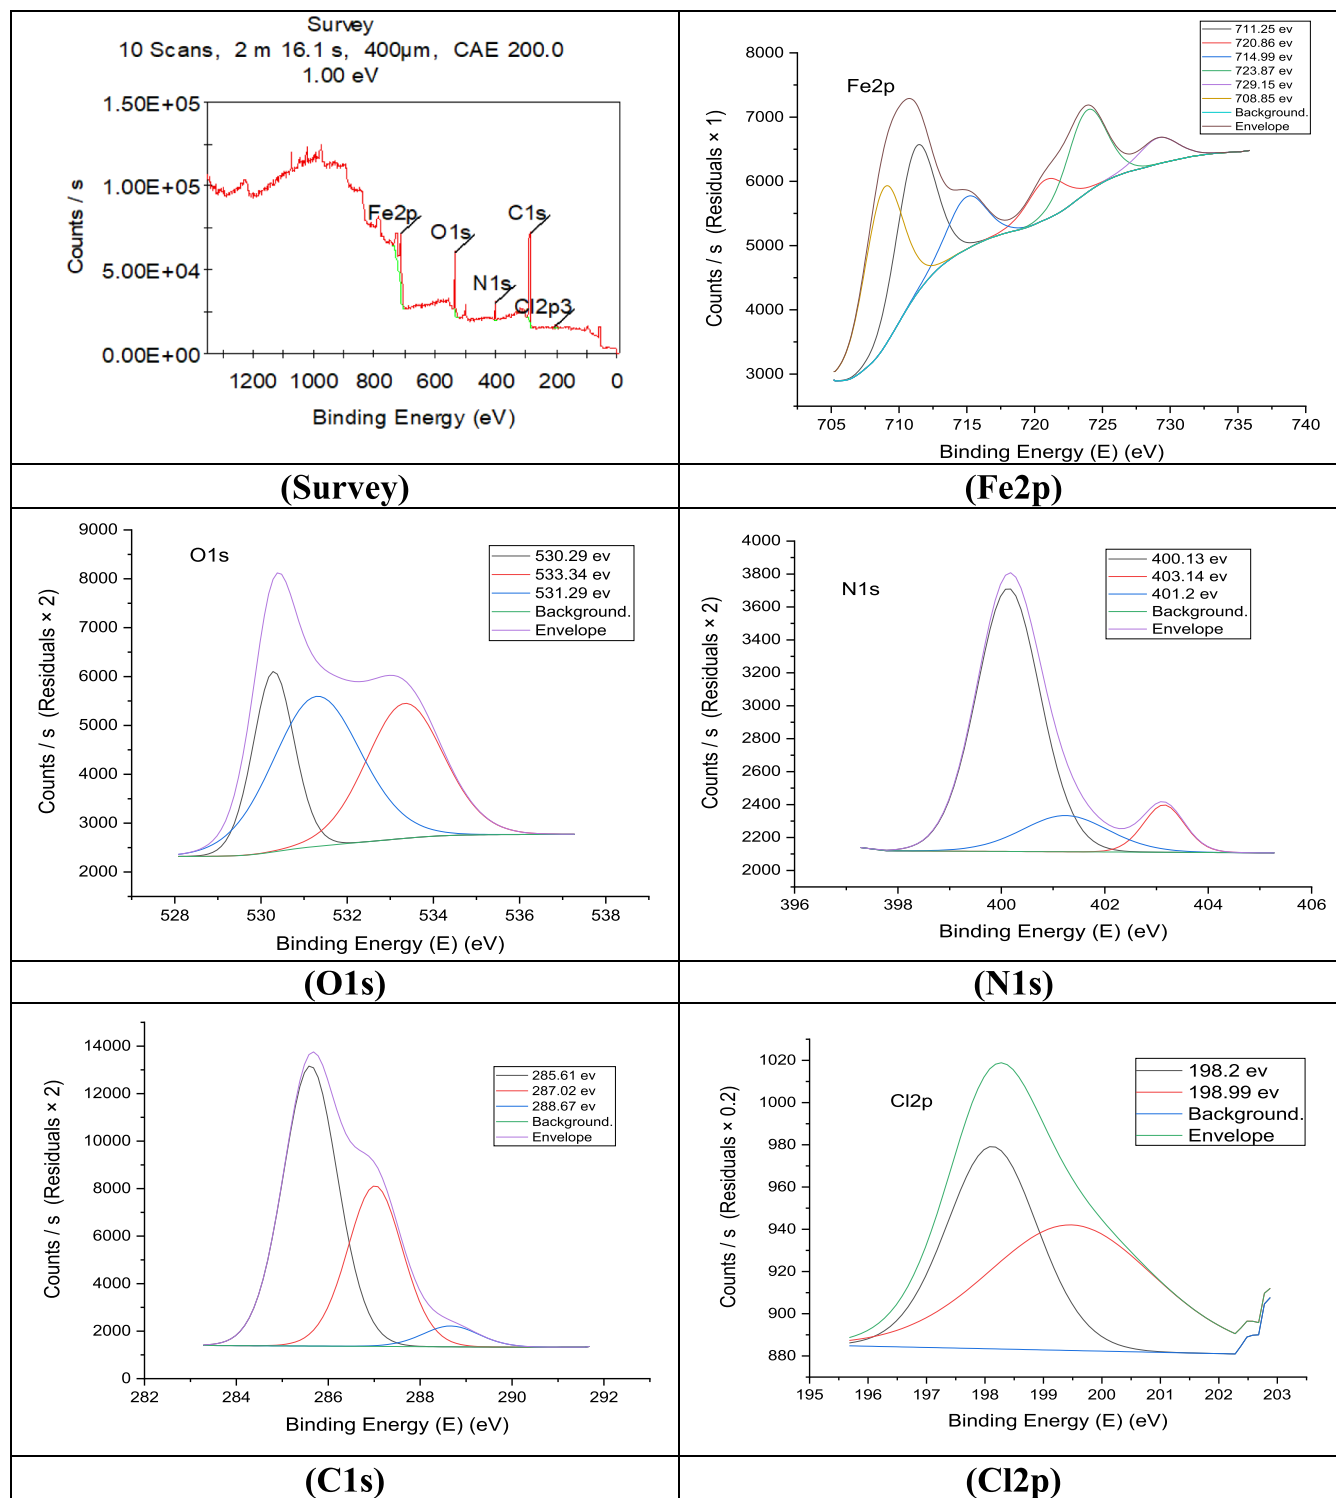 Survey
10 Scans, 2 m 16.1 s, 400µm, CAE 200.0
1.00 eV
1.50E+05
1.00E+05
5.00E+04
0.00E+00
Counts / s
Fe2p
O1s
N1s
C1s
Cl2p3
1200 1000 800 600 400 200 0
Binding Energy (eV)
(Survey)
8000
7000
6000
5000
4000
3000
Counts / s (Residuals × 1)
Fe2p
711.25 ev
720.86 ev
714.99 ev
723.87 ev
729.15 ev
708.85 ev
Background.
Envelope
705 710 715 720 725 730 735 740
Binding Energy (E) (eV)
(Fe2p)
9000
8000
7000
6000
5000
4000
3000
2000
Counts / s (Residuals × 2)
O1s
530.29 ev
533.34 ev
531.29 ev
Background.
Envelope
528 530 532 534 536 538
Binding Energy (E) (eV)
(O1s)
4000
3800
3600
3400
3200
3000
2800
2600
2400
2200
2000
Counts / s (Residuals × 2)
N1s
400.13 ev
403.14 ev
401.2 ev
Background.
Envelope
396 398 400 402 404 406
Binding Energy (E) (eV)
(N1s)
14000
12000
10000
8000
6000
4000
2000
0
Counts / s (Residuals × 2)
285.61 ev
287.02 ev
288.67 ev
Background.
Envelope
282 284 286 288 290 292
Binding Energy (E) (eV)
(C1s)
1020
1000
980
960
940
920
900
880
Counts / s (Residuals × 0.2)
Cl2p
198.2 ev
198.99 ev
Background.
Envelope
195 196 197 198 199 200 201 202 203
Binding Energy (E) (eV)
(Cl2p)